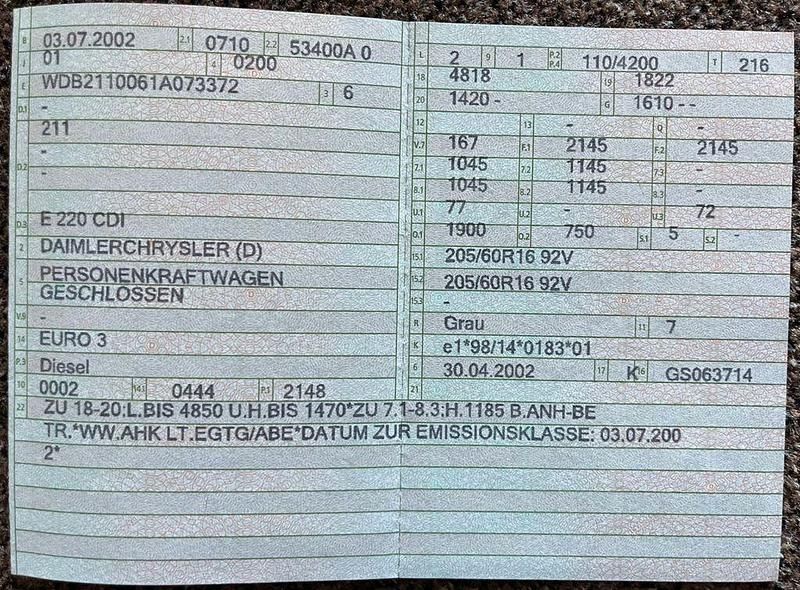 B 03.07.2002 2.1 0710 2.2 53400A 0
J 01 4 0200
E WDB2110061A073372 3 6
D.1 -
211
D.2 -
-
D.3 E 220 CDI
2 DAIMLERCHRYSLER (D)
5 PERSONENKRAFTWAGEN
GESCHLOSSEN
V.9 -
14 EURO 3
P.3 Diesel
10 0002 14.1 0444 P.1 2148
L 2 9 1 P.2 P.4 110/4200 T 216
18 4818 19 1822
20 1420 - G 1610 - -
12 13 - Q -
V.7 167 F.1 2145 F.2 2145
7.1 1045 7.2 1145 7.3 -
8.1 1045 8.2 1145 8.3 -
U.1 77 U.2 - U.3 72
O.1 1900 O.2 750 S.1 5 S.2 -
15.1 205/60R16 92V
15.2 205/60R16 92V
15.3 -
R Grau 11 7
K e1*98/14*0183*01
6 30.04.2002 17 K 16 GS063714
21
22 ZU 18-20:L.BIS 4850 U.H.BIS 1470*ZU 7.1-8.3:H.1185 B.ANH-BE
TR.*WW.AHK LT.EGTG/ABE*DATUM ZUR EMISSIONSKLASSE: 03.07.200
2*